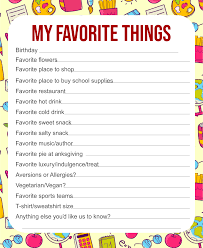 MY FAVORITE THINGS
Birthday
Favorite flowers
Favorite place to shop
Favorite place to buy school supplies
Favorite restaurant
Favorite hot drink
Favorite cold drink
Favorite sweet snack
Favorite salty snack
Favorite music/author
Favorite pie at anksgiving
Favorite luxury/indulgence/treat
Aversions or Allergies?
Vegetarian/Vegan?
Favorite sports teams
T-shirt/sweatshirt size
Anything else you'd like us to know?